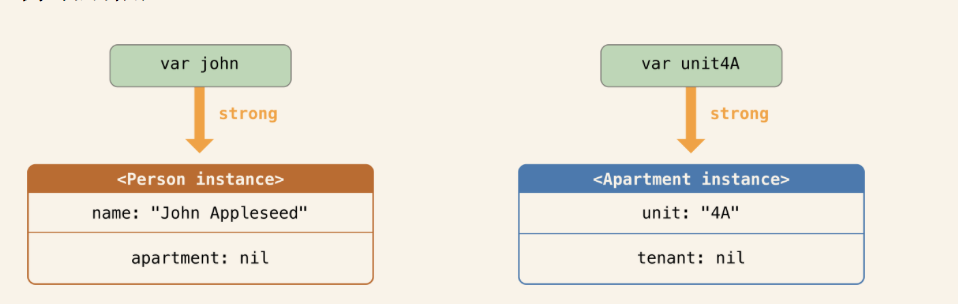 var john
var unit4A
strong
strong
<Person instance>
<Apartment instance>
name: "John Appleseed"
unit: "4A"
apartment: nil
tenant: nil